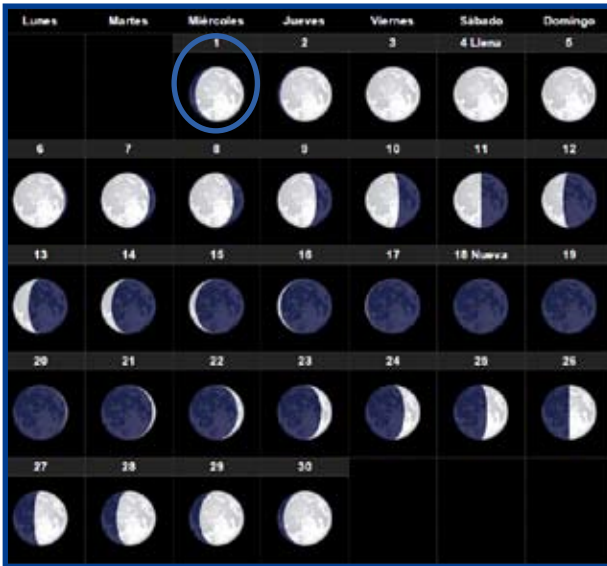 Lunes Martes Miércoles Jueves Viernes Sábado Domingo
1 2 3 4 Llena 5
6 7 8 9 10 11 12
13 14 15 16 17 18 Nueva 19
20 21 22 23 24 25 26
27 28 29 30